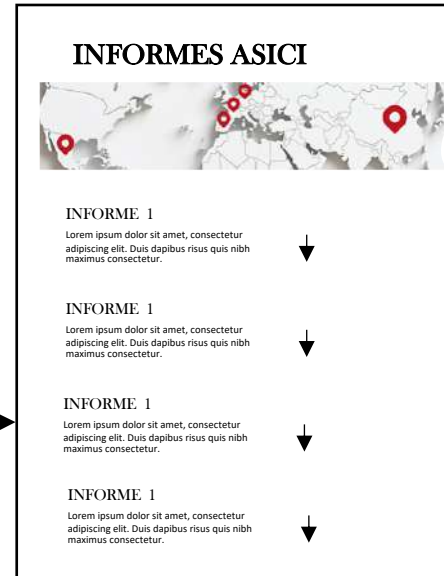 INFORMES ASICI
INFORME 1
Lorem ipsum dolor sit amet, consectetur
adipiscing elit. Duis dapibus risus quis nibh
maximus consectetur.
INFORME 1
Lorem ipsum dolor sit amet, consectetur
adipiscing elit. Duis dapibus risus quis nibh
maximus consectetur.
INFORME 1
Lorem ipsum dolor sit amet, consectetur
adipiscing elit. Duis dapibus risus quis nibh
maximus consectetur.
INFORME 1
Lorem ipsum dolor sit amet, consectetur
adipiscing elit. Duis dapibus risus quis nibh
maximus consectetur.